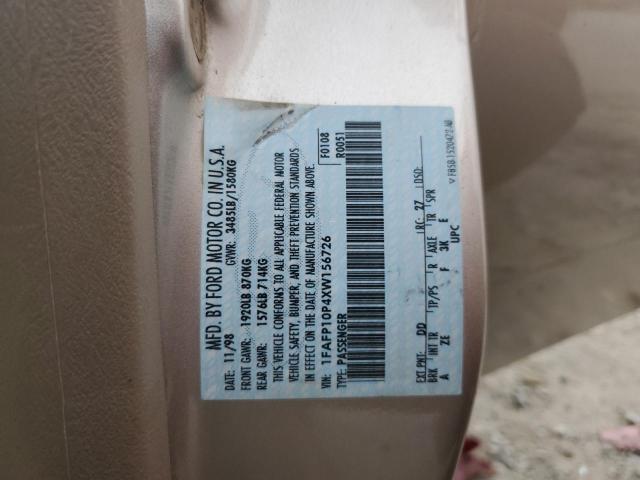 MFD. BY FORD MOTOR CO. IN U.S.A.
DATE: 11/98 GVWR: 3485LB/1580KG
FRONT GAWR: 1920LB 870KG
REAR GAWR: 1576LB 714KG
THIS VEHICLE CONFORMS TO ALL APPLICABLE FEDERAL MOTOR
VEHICLE SAFETY, BUMPER, AND THEFT PREVENTION STANDARDS
IN EFFECT ON THE DATE OF MANUFACTURE SHOWN ABOVE.
VIN: 1FAFP10P4XW156726 F0108
TYPE: PASSENGER R0051
EXT PNT: DD RC: 27 DSO:
BRK INT TR TP/PS R AXLE TR SPR
A ZE F 3K E
UPC